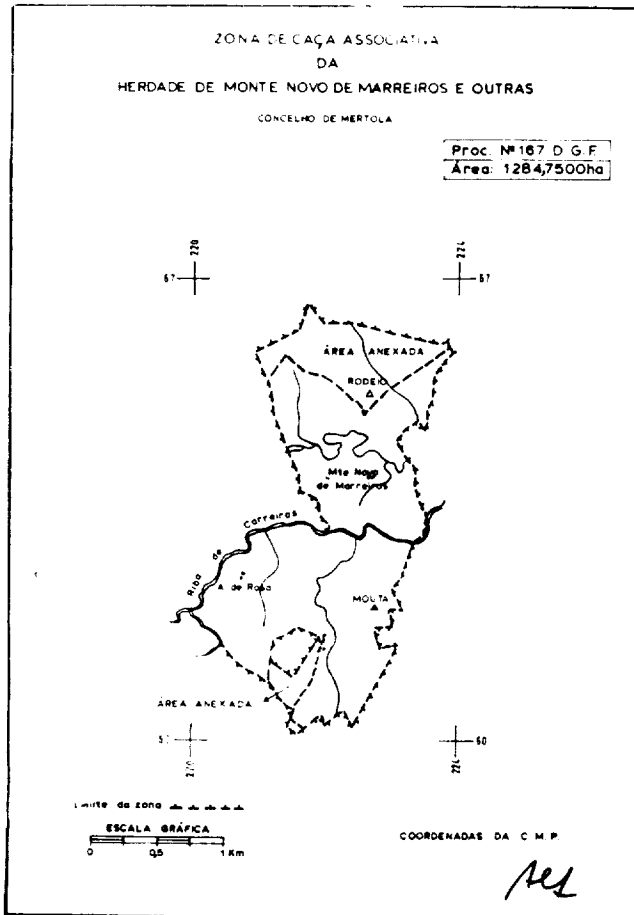 ZONA DE CAÇA ASSOCIATIVA
DA
HERDADE DE MONTE NOVO DE MARREIROS E OUTRAS
CONCELHO DE MERTOLA
Proc. Nº 167 D G.F.
Área: 1284,7500ha
220
224
67
67
ÁREA ANEXADA
RODEIO
Mte Novo
de Marreiros
Riba de Carreiras
A. de Rosa
MOUTA
ÁREA ANEXADA
60
220
224
Limite da zona
ESCALA GRÁFICA
0 0,5 1 Km
COORDENADAS DA C M P.